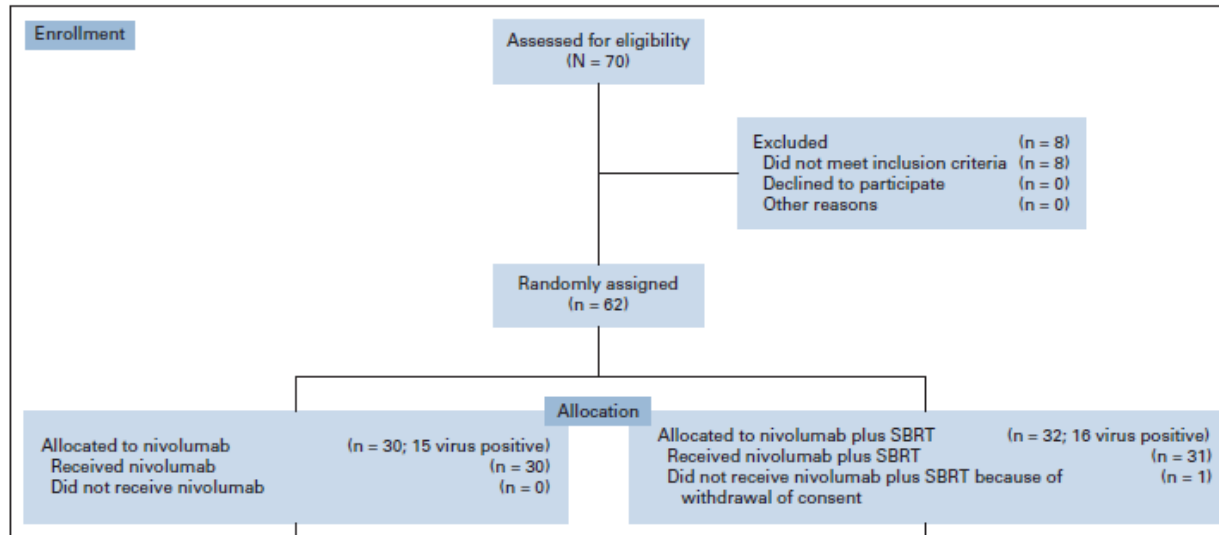 Enrollment
Assessed for eligibility
(N = 70)
Excluded (n = 8)
Did not meet inclusion criteria (n = 8)
Declined to participate (n = 0)
Other reasons (n = 0)
Randomly assigned
(n = 62)
Allocation
Allocated to nivolumab (n = 30; 15 virus positive)
Received nivolumab (n = 30)
Did not receive nivolumab (n = 0)
Allocated to nivolumab plus SBRT (n = 32; 16 virus positive)
Received nivolumab plus SBRT (n = 31)
Did not receive nivolumab plus SBRT because of (n = 1)
withdrawal of consent